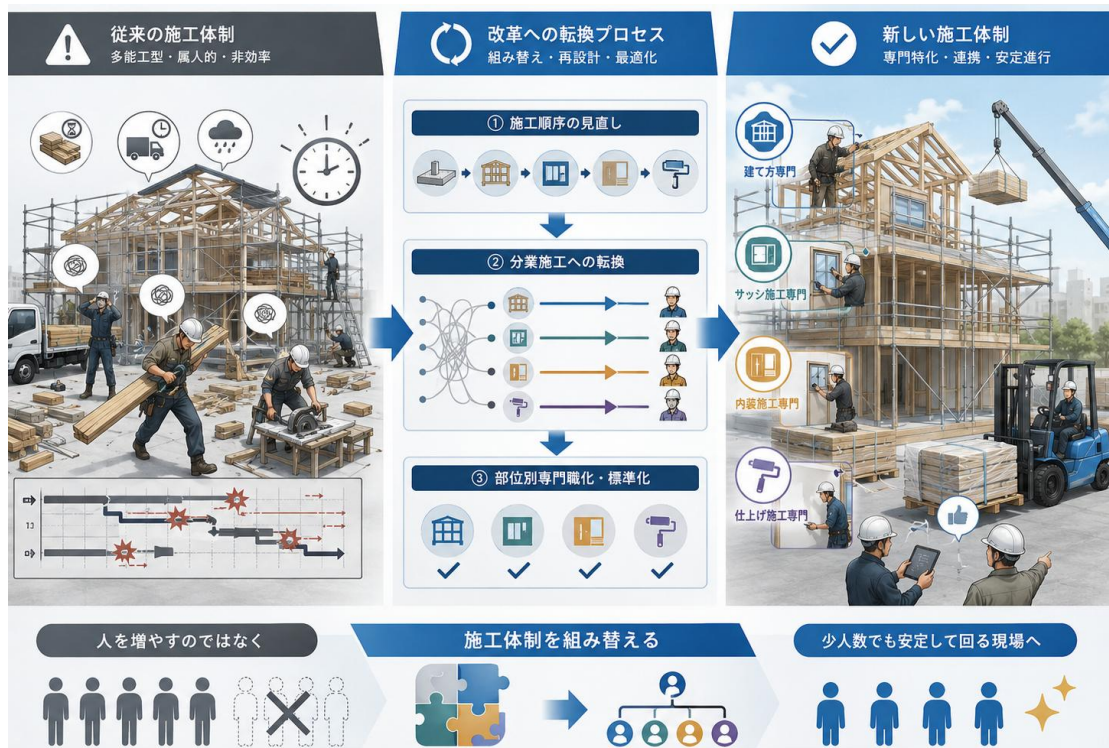 従来の施工体制
多能工型・属人的・非効率
改革への転換プロセス
組み替え・再設計・最適化
新しい施工体制
専門特化・連携・安定進行
① 施工順序の見直し
② 分業施工への転換
③ 部位別専門職化・標準化
建て方専門
サッシ施工専門
内装施工専門
仕上げ施工専門
人を増やすのではなく
施工体制を組み替える
少人数でも安定して回る現場へ